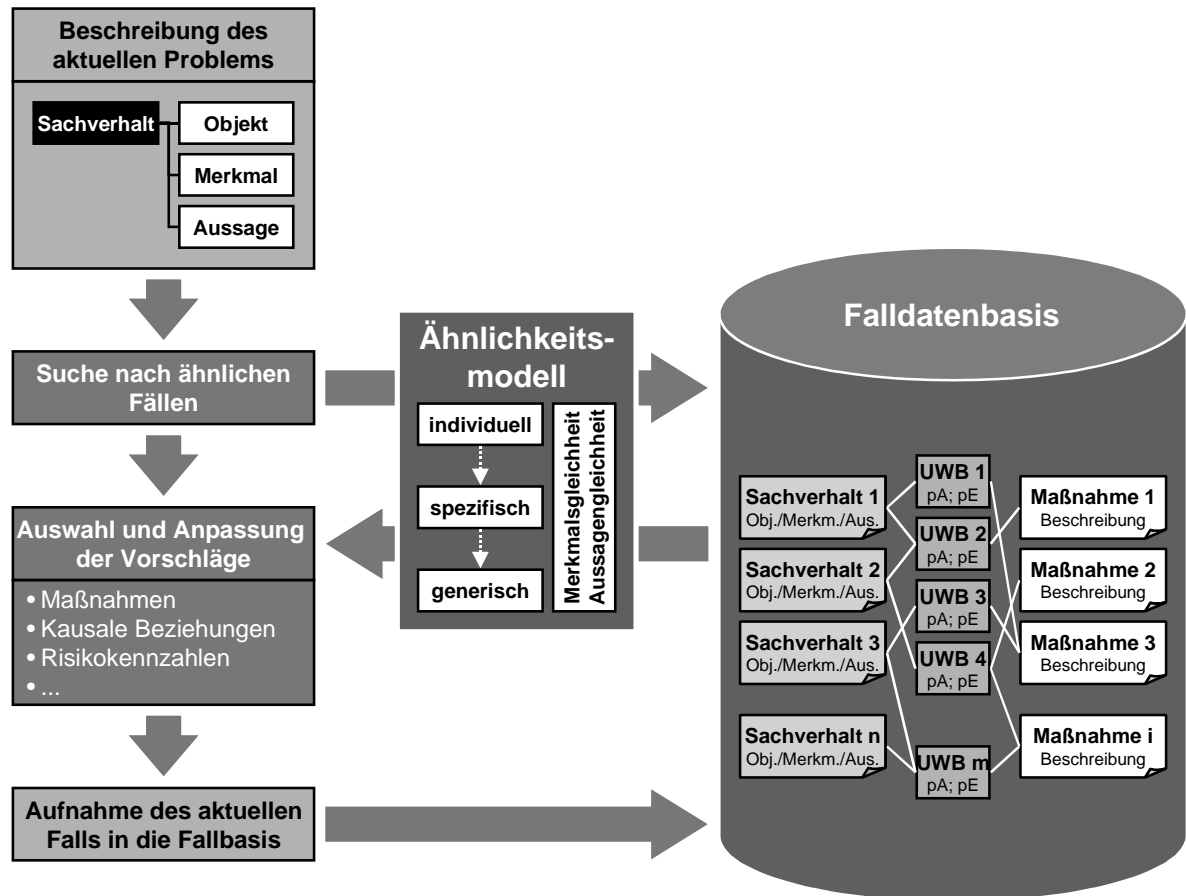 Beschreibung des
aktuellen Problems
Sachverhalt
Objekt
Merkmal
Aussage
Suche nach ähnlichen
Fällen
Auswahl und Anpassung
der Vorschläge
• Maßnahmen
• Kausale Beziehungen
• Risikokennzahlen
• ...
Aufnahme des aktuellen
Falls in die Fallbasis
Ähnlichkeits-
modell
individuell
spezifisch
generisch
Merkmalsgleichheit
Aussagengleichheit
Falldatenbasis
Sachverhalt 1
Obj./Merkm./Aus.
Sachverhalt 2
Obj./Merkm./Aus.
Sachverhalt 3
Obj./Merkm./Aus.
Sachverhalt n
Obj./Merkm./Aus.
UWB 1
pA; pE
UWB 2
pA; pE
UWB 3
pA; pE
UWB 4
pA; pE
UWB m
pA; pE
Maßnahme 1
Beschreibung
Maßnahme 2
Beschreibung
Maßnahme 3
Beschreibung
Maßnahme i
Beschreibung